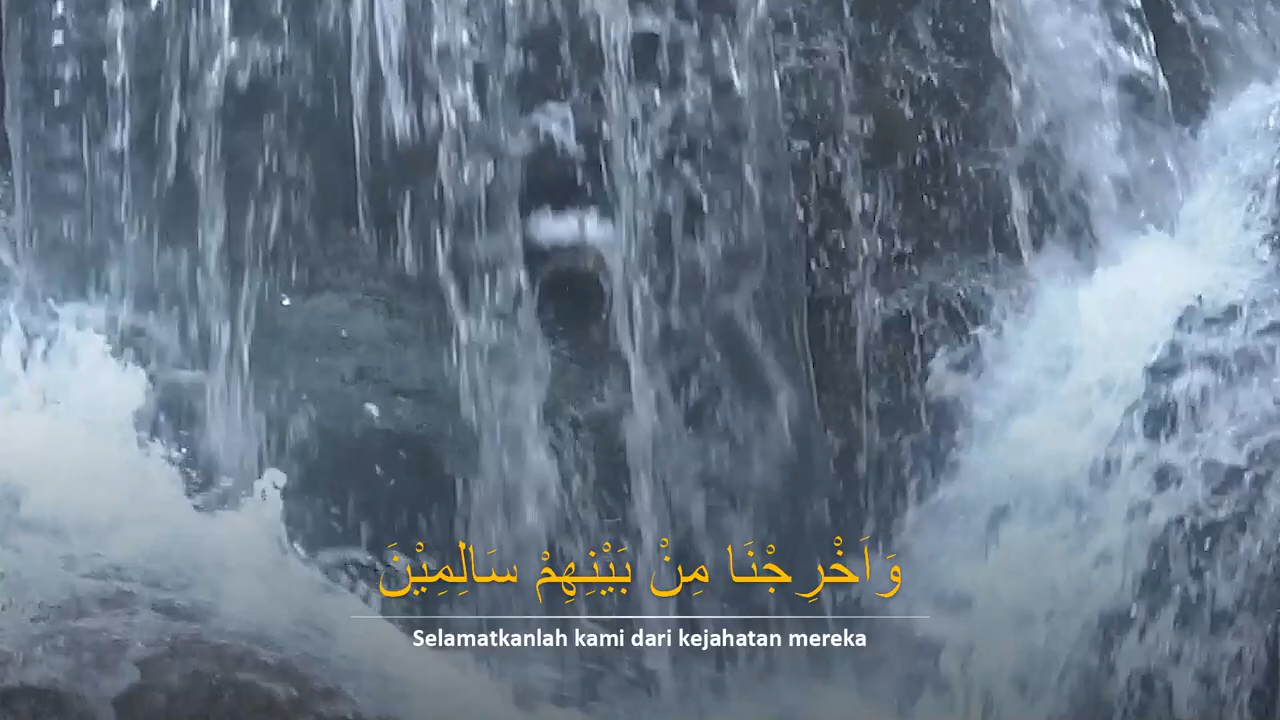 وَاَخْرِجْنَا مِنْ بَيْنِهِمْ سَالِمِيْنَ
Selamatkanlah kami dari kejahatan mereka